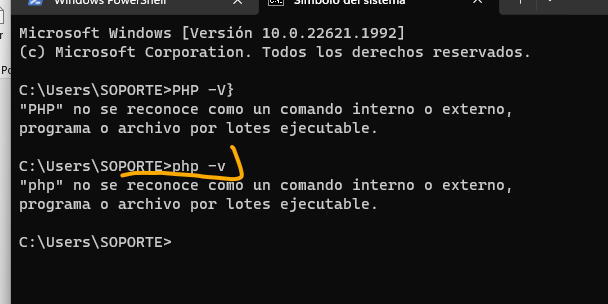 Windows PowerShell
Símbolo del sistema
Microsoft Windows [Versión 10.0.22621.1992]
(c) Microsoft Corporation. Todos los derechos reservados.
C:\Users\SOPORTE>PHP -V}
"PHP" no se reconoce como un comando interno o externo,
programa o archivo por lotes ejecutable.
C:\Users\SOPORTE>php -v
"php" no se reconoce como un comando interno o externo,
programa o archivo por lotes ejecutable.
C:\Users\SOPORTE>